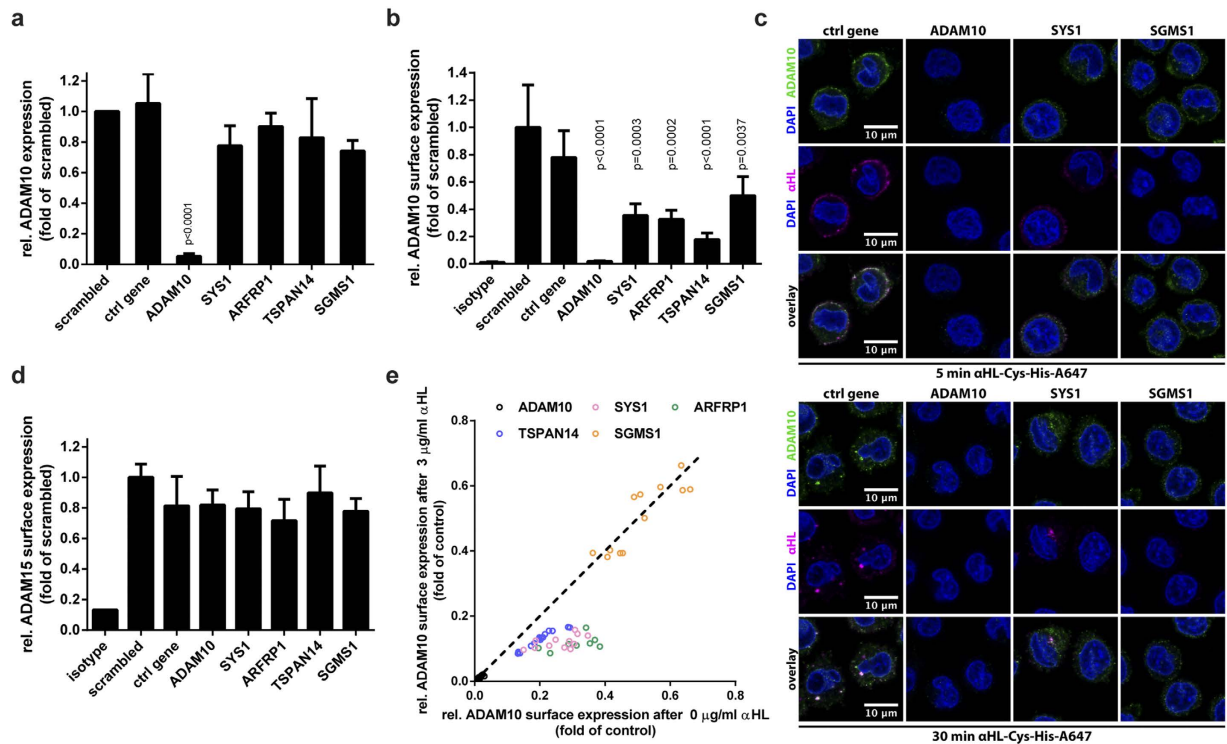 a
rel. ADAM10 expression
(fold of scrambled)
1.2
1.0
0.8
0.6
0.4
0.2
0.0
p<0.0001
scrambled
ctrl gene
ADAM10
SYS1
ARFRP1
TSPAN14
SGMS1
b
rel. ADAM10 surface expression
(fold of scrambled)
1.4
1.2
1.0
0.8
0.6
0.4
0.2
0.0
p<0.0001
p=0.0003
p=0.0002
p<0.0001
p=0.0037
isotype
scrambled
ctrl gene
ADAM10
SYS1
ARFRP1
TSPAN14
SGMS1
c
ctrl gene
ADAM10
SYS1
SGMS1
DAPI ADAM10
10 µm
DAPI αHL
10 µm
overlay
10 µm
5 min αHL-Cys-His-A647
ctrl gene
ADAM10
SYS1
SGMS1
DAPI ADAM10
10 µm
DAPI αHL
10 µm
overlay
10 µm
30 min αHL-Cys-His-A647
d
rel. ADAM15 surface expression
(fold of scrambled)
1.2
1.0
0.8
0.6
0.4
0.2
0.0
isotype
scrambled
ctrl gene
ADAM10
SYS1
ARFRP1
TSPAN14
SGMS1
e
ADAM10
SYS1
ARFRP1
TSPAN14
SGMS1
rel. ADAM10 surface expression after 3 µg/ml αHL
(fold of control)
0.8
0.6
0.4
0.2
0.0
0.0
0.2
0.4
0.6
0.8
rel. ADAM10 surface expression after 0 µg/ml αHL
(fold of control)